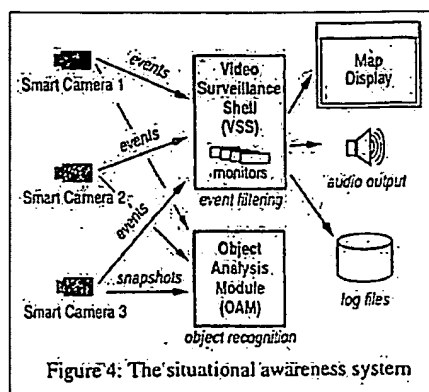 Smart Camera 1
events
Smart Camera 2
events
events
Smart Camera 3
snapshots
Video
Surveillance
Shell
(VSS)
monitors
event filtering
Object
Analysis
Module
(OAM)
object recognition
Map
Display
audio output
log files
Figure 4: The situational awareness system